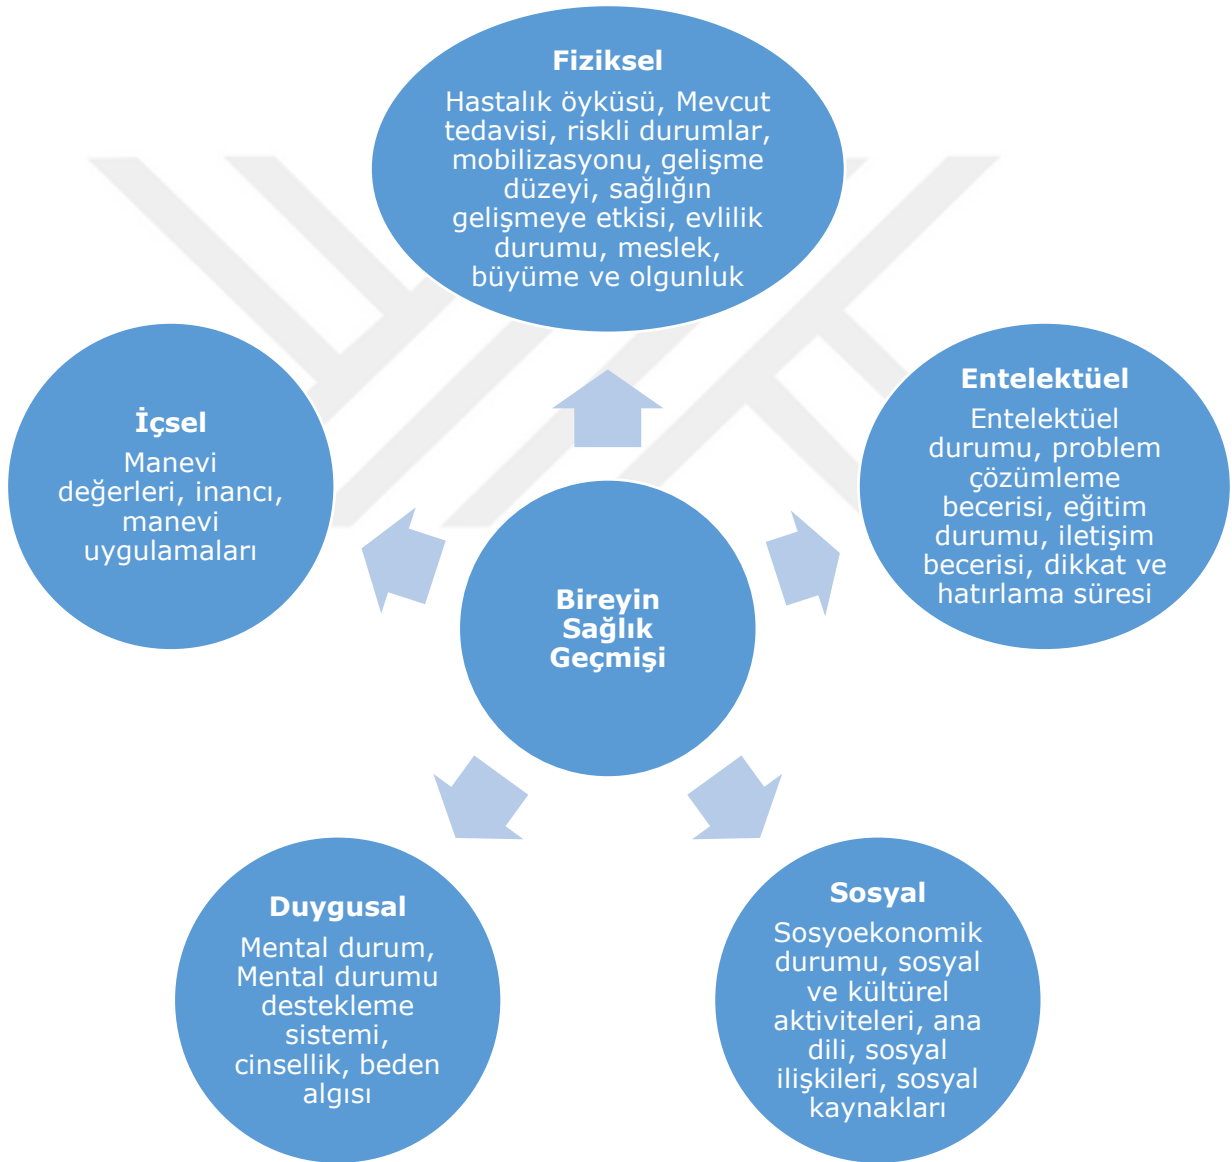 Fiziksel
Hastalık öyküsü, Mevcut
tedavisi, riskli durumlar,
mobilizasyonu, gelişme
düzeyi, sağlığın
gelişmeye etkisi, evlilik
durumu, meslek,
büyüme ve olgunluk
İçsel
Manevi
değerleri, inancı,
manevi
uygulamaları
Entelektüel
Entelektüel
durumu, problem
çözümleme
becerisi, eğitim
durumu, iletişim
becerisi, dikkat ve
hatırlama süresi
Bireyin
Sağlık
Geçmişi
Duygusal
Mental durum,
Mental durumu
destekleme
sistemi,
cinsellik, beden
algısı
Sosyal
Sosyoekonomik
durumu, sosyal
ve kültürel
aktiviteleri, ana
dili, sosyal
ilişkileri, sosyal
kaynakları